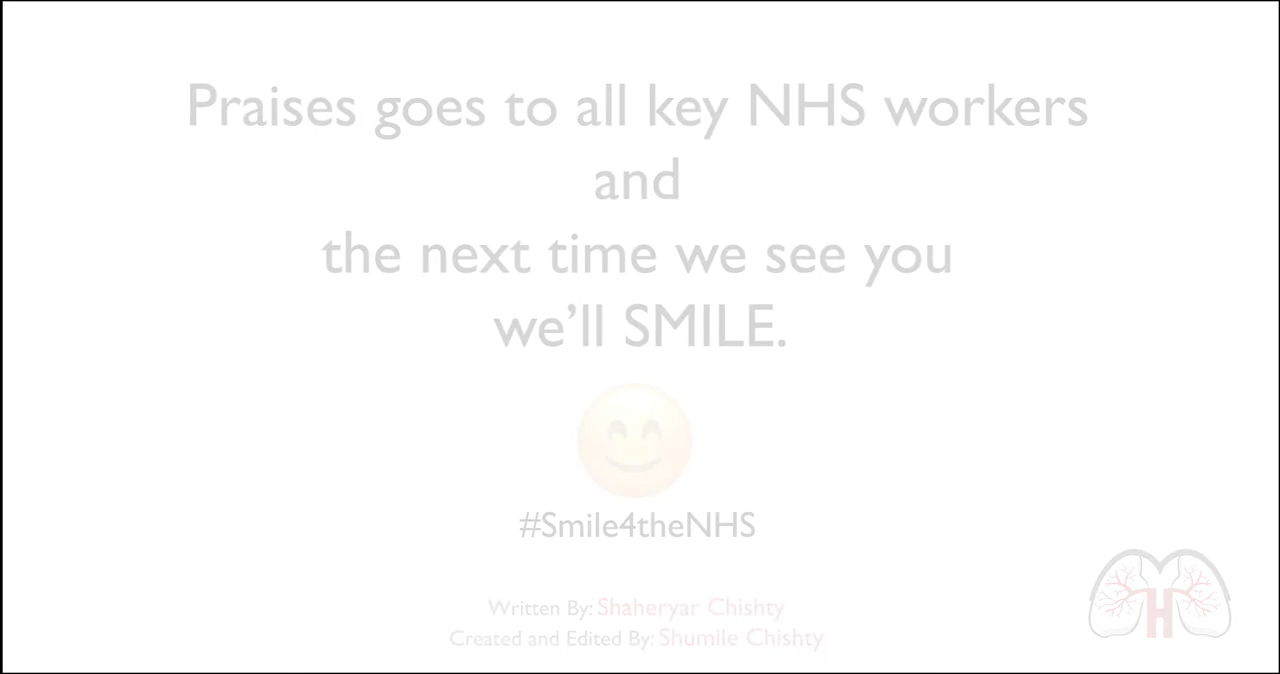 Praises goes to all key NHS workers
and
the next time we see you
we’ll SMILE.
#Smile4theNHS
Written By: Shaheryar Chishty
Created and Edited By: Shumile Chishty
H